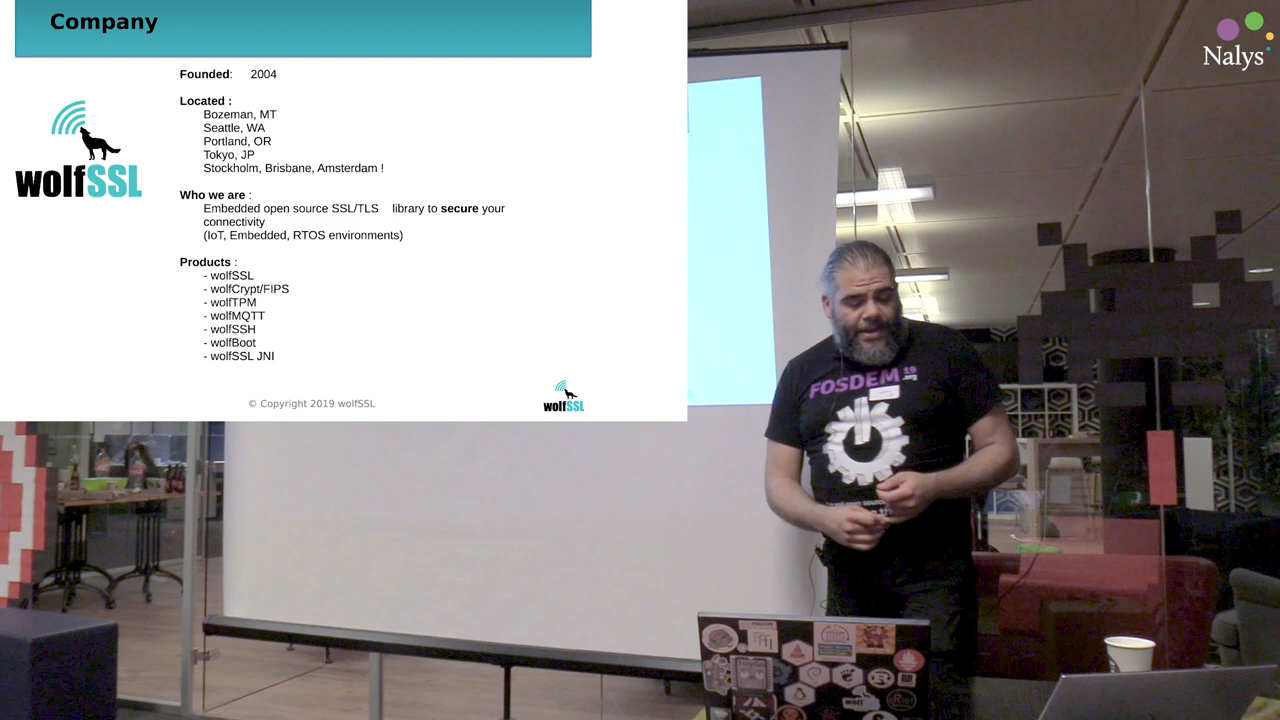 Company
Founded: 2004
Located :
Bozeman, MT
Seattle, WA
Portland, OR
Tokyo, JP
Stockholm, Brisbane, Amsterdam !
wolfSSL
Who we are :
Embedded open source SSL/TLS library to secure your
connectivity
(IoT, Embedded, RTOS environments)
Products :
- wolfSSL
- wolfCrypt/FIPS
- wolfTPM
- wolfMQTT
- wolfSSH
- wolfBoot
- wolfSSL JNI
© Copyright 2019 wolfSSL
wolfSSL
Nalys
FOSDEM 19
.org
wolf